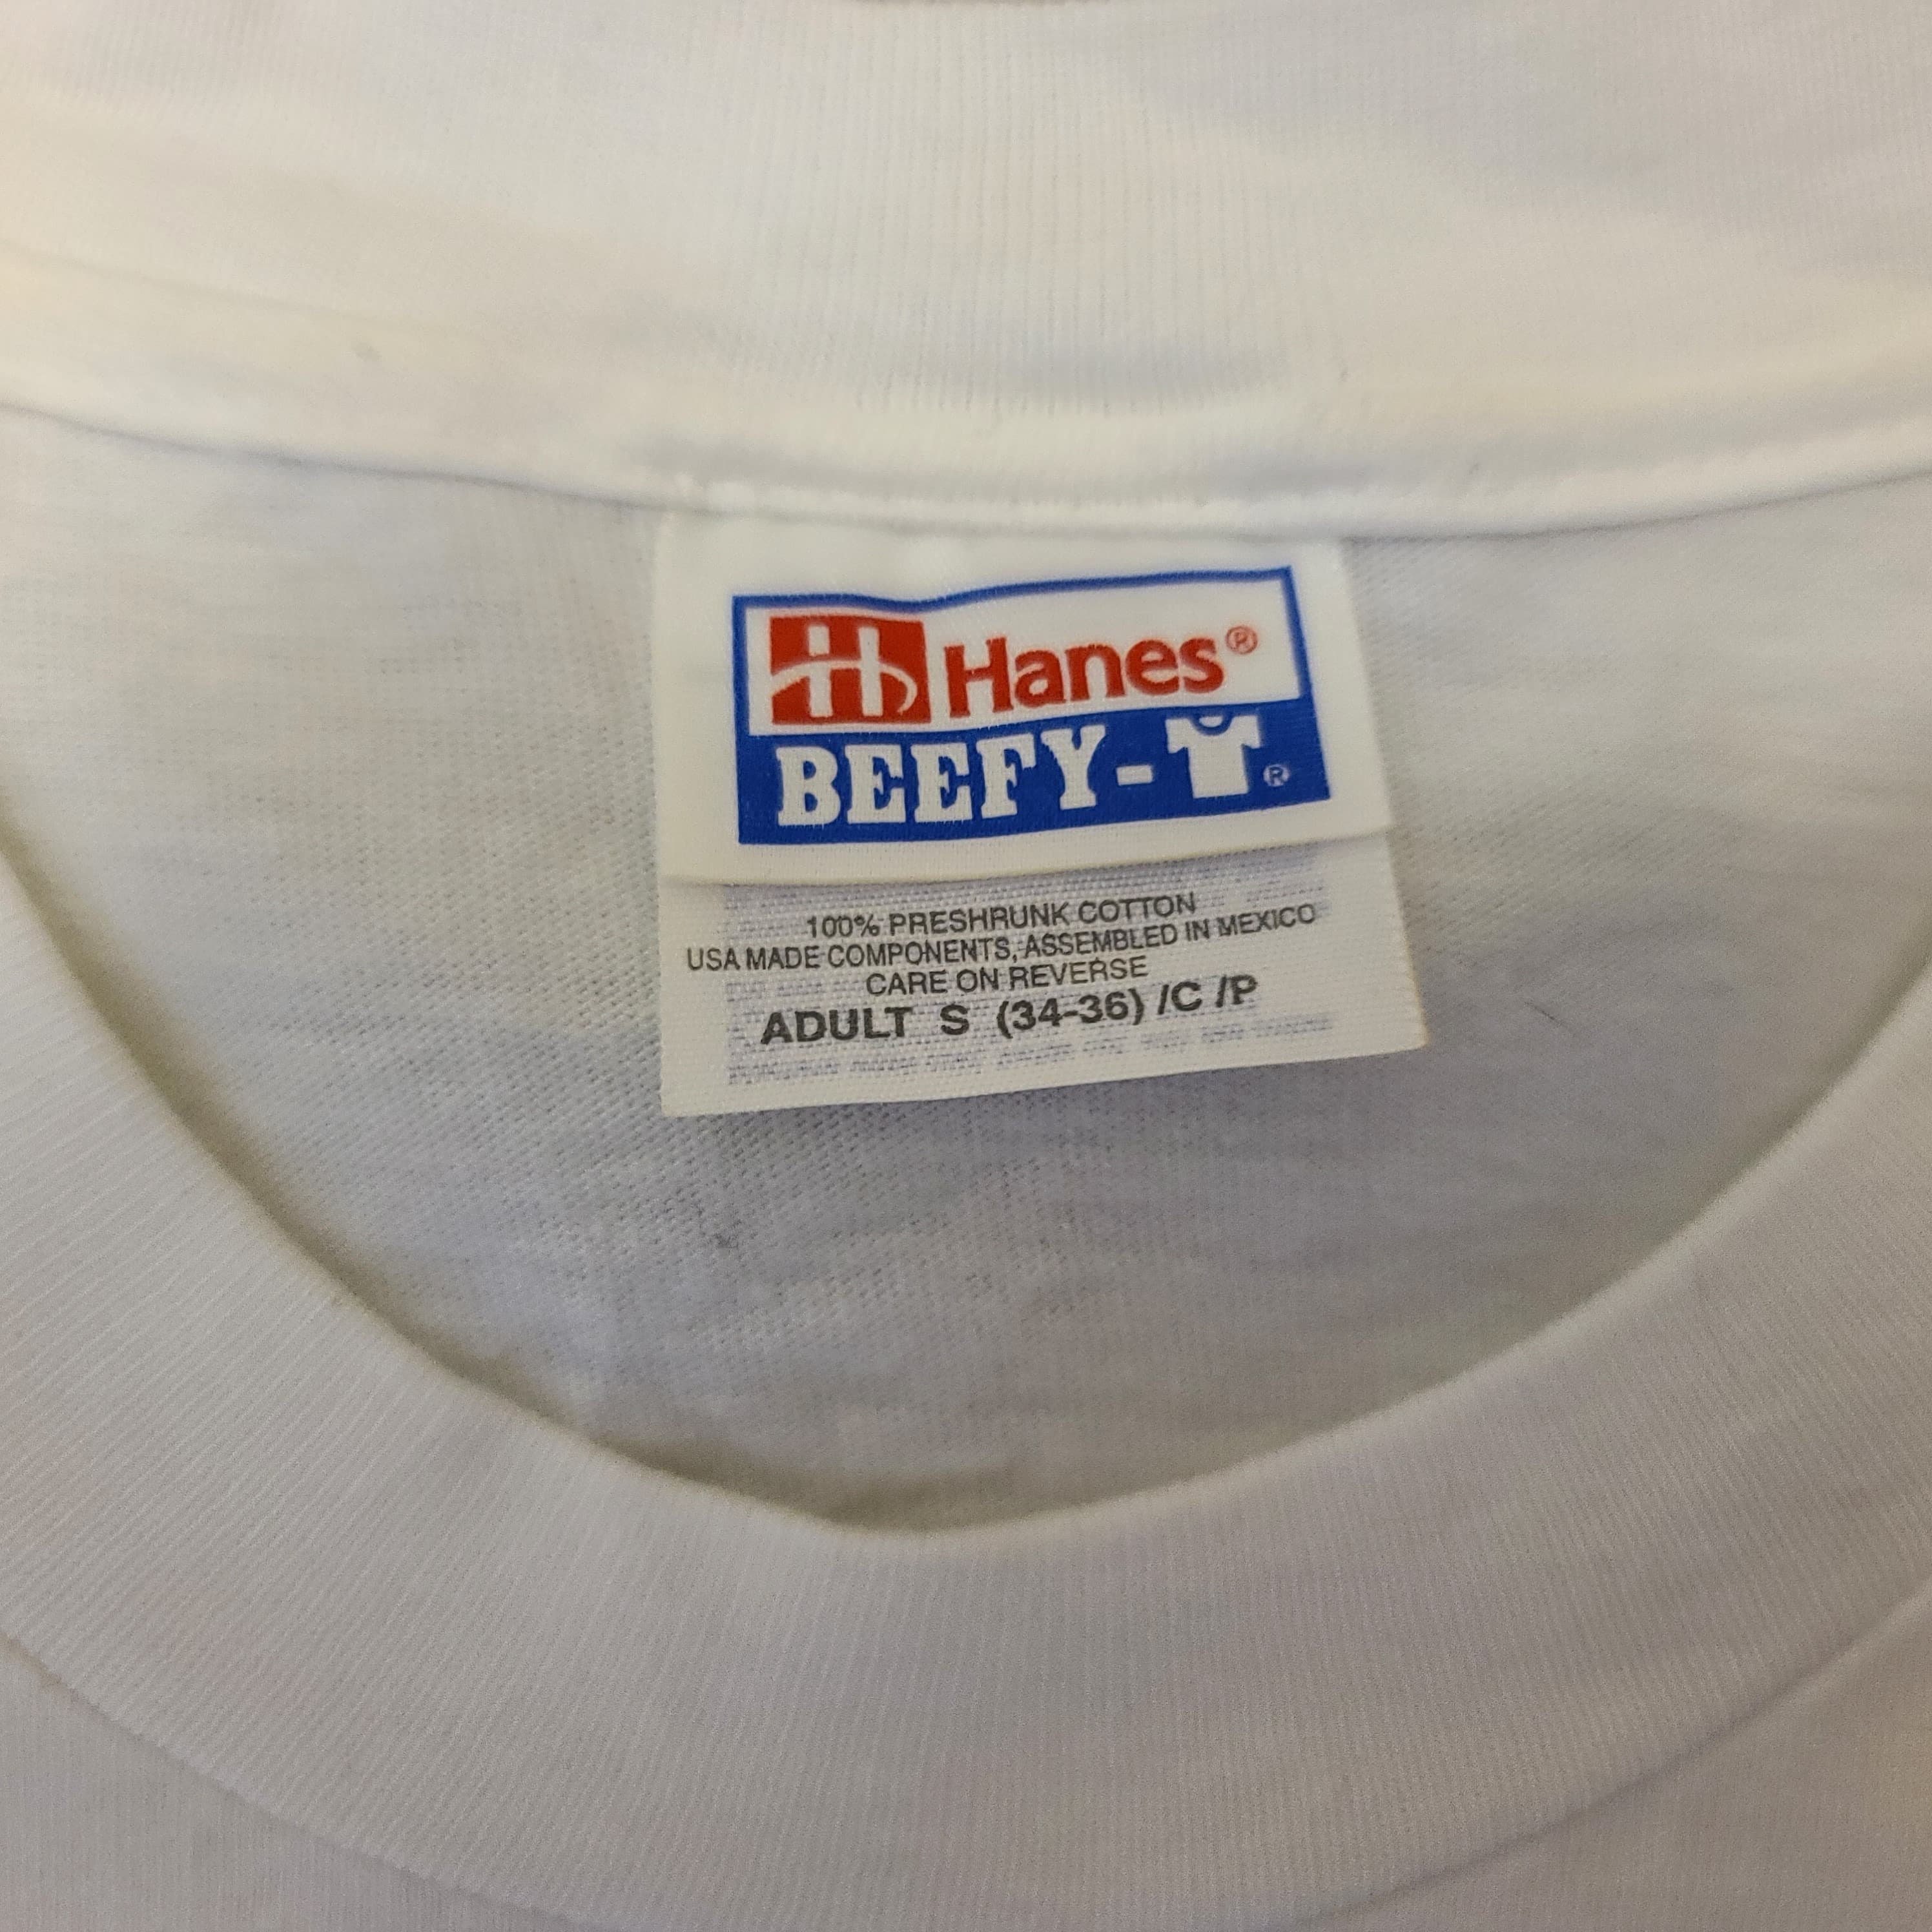 H Hanes®
BEEFY-T®
100% PRESHRUNK COTTON
USA MADE COMPONENTS, ASSEMBLED IN MEXICO
CARE ON REVERSE
ADULT S (34-36) /C /P